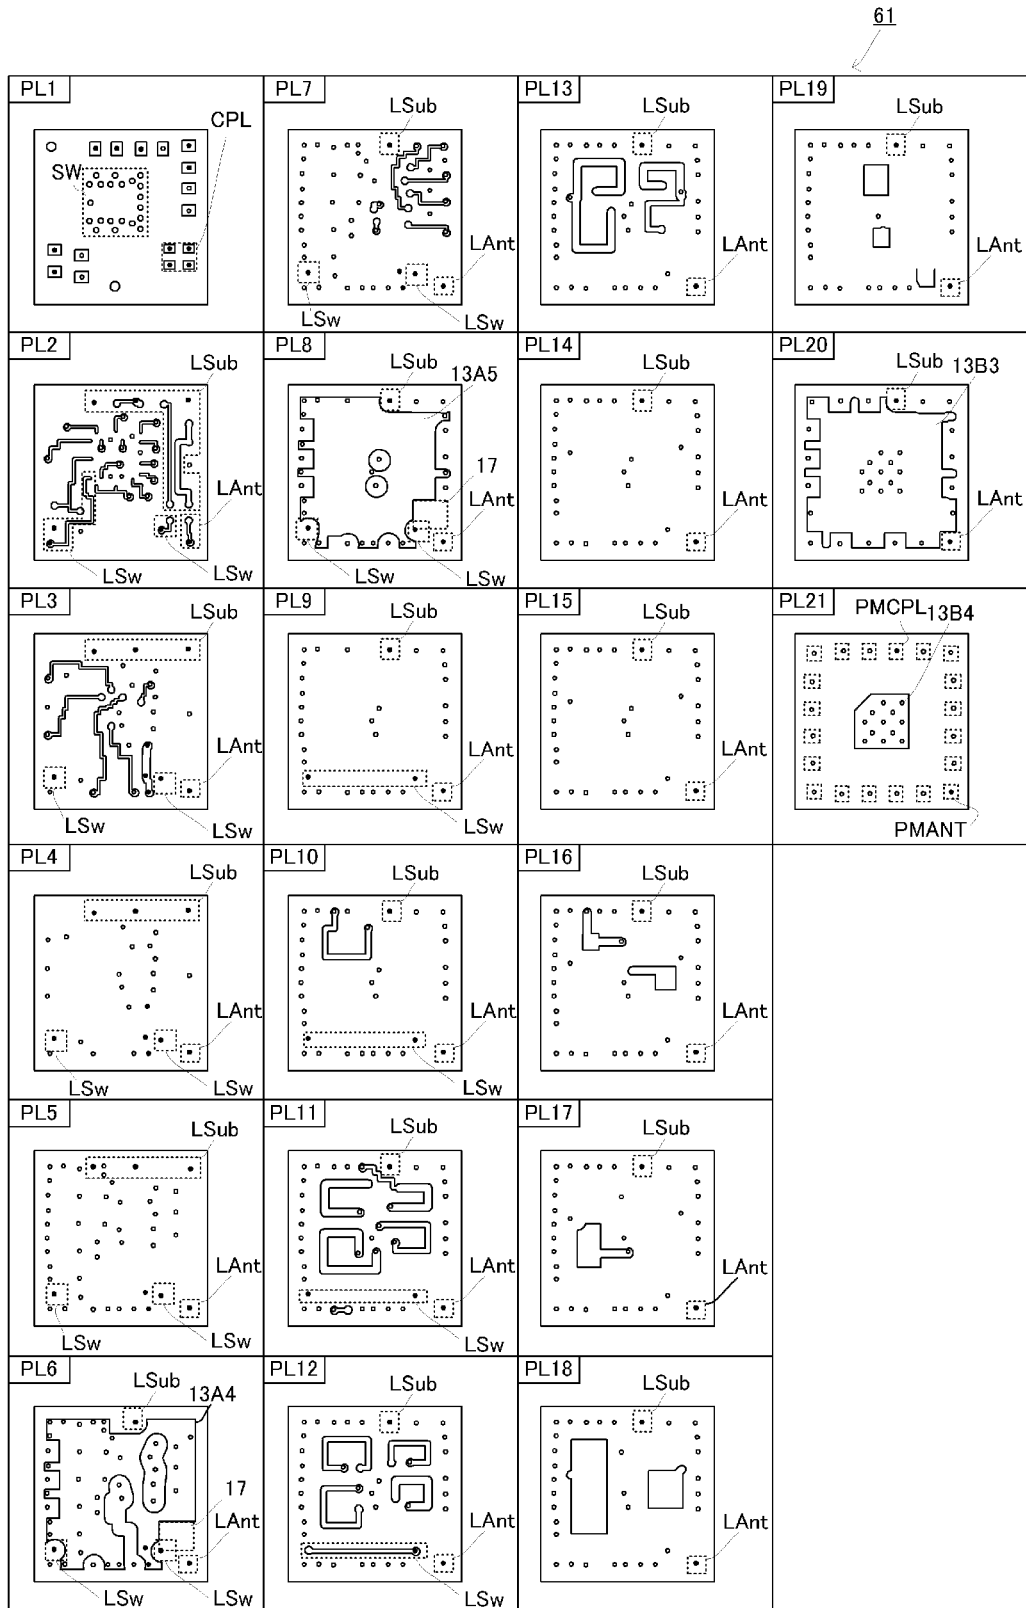 61
PL1
CPL
SW
PL7
LSub
LAnt
LSw
LSw
PL13
LSub
LAnt
PL19
LSub
LAnt
PL2
LSub
LAnt
LSw
LSw
PL8
LSub
13A5
17
LAnt
LSw
LSw
PL14
LSub
LAnt
PL20
LSub
13B3
LAnt
PL3
LSub
LAnt
LSw
LSw
PL9
LSub
LAnt
LSw
PL15
LSub
LAnt
PL21
PMCPL
13B4
PMANT
PL4
LSub
LAnt
LSw
LSw
PL10
LSub
LAnt
LSw
PL16
LSub
LAnt
PL5
LSub
LAnt
LSw
LSw
PL11
LSub
LAnt
LSw
PL17
LSub
LAnt
PL6
LSub
13A4
17
LAnt
LSw
LSw
PL12
LSub
LAnt
LSw
PL18
LSub
LAnt